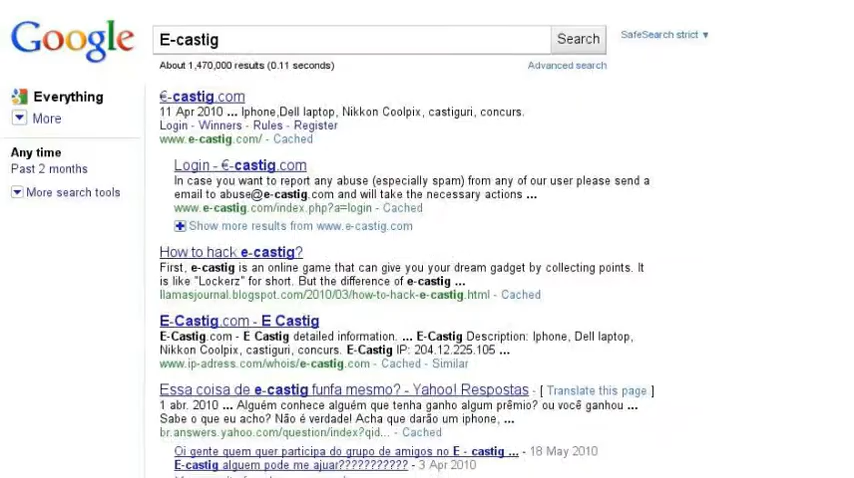 Google
E-castig
Search
SafeSearch strict ▼
About 1,470,000 results (0.11 seconds)
Advanced search
Everything
More
Any time
Past 2 months
More search tools
€-castig.com
11 Apr 2010 ... Iphone,Dell laptop, Nikkon Coolpix, castiguri, concurs.
Login - Winners - Rules - Register
www.e-castig.com/ - Cached
Login - €-castig.com
In case you want to report any abuse (especially spam) from any of our user please send a
email to abuse@e-castig.com and will take the necessary actions ...
www.e-castig.com/index.php?a=login - Cached
Show more results from www.e-castig.com
How to hack e-castig?
First, e-castig is an online game that can give you your dream gadget by collecting points. It
is like "Lockerz" for short. But the difference of e-castig ...
llamasjournal.blogspot.com/2010/03/how-to-hack-e-castig.html - Cached
E-Castig.com - E Castig
E-Castig.com - E Castig detailed information. ... E-Castig Description: Iphone, Dell laptop,
Nikkon Coolpix, castiguri, concurs. E-Castig IP: 204.12.225.105 ...
www.ip-adress.com/whois/e-castig.com - Cached - Similar
Essa coisa de e-castig funfa mesmo? - Yahoo! Respostas - [ Translate this page ]
1 abr. 2010 ... Alguém conhece alguém que tenha ganho algum prêmio? ou você ganhou ...
Sabe o que eu acho? Não é verdade! Acha que darão um iphone, ...
br.answers.yahoo.com/question/index?qid... - Cached
Oi gente quem quer participa do grupo de amigos no E - castig ... - 18 May 2010
E-castig alguem pode me ajuar??????????? - 3 Apr 2010